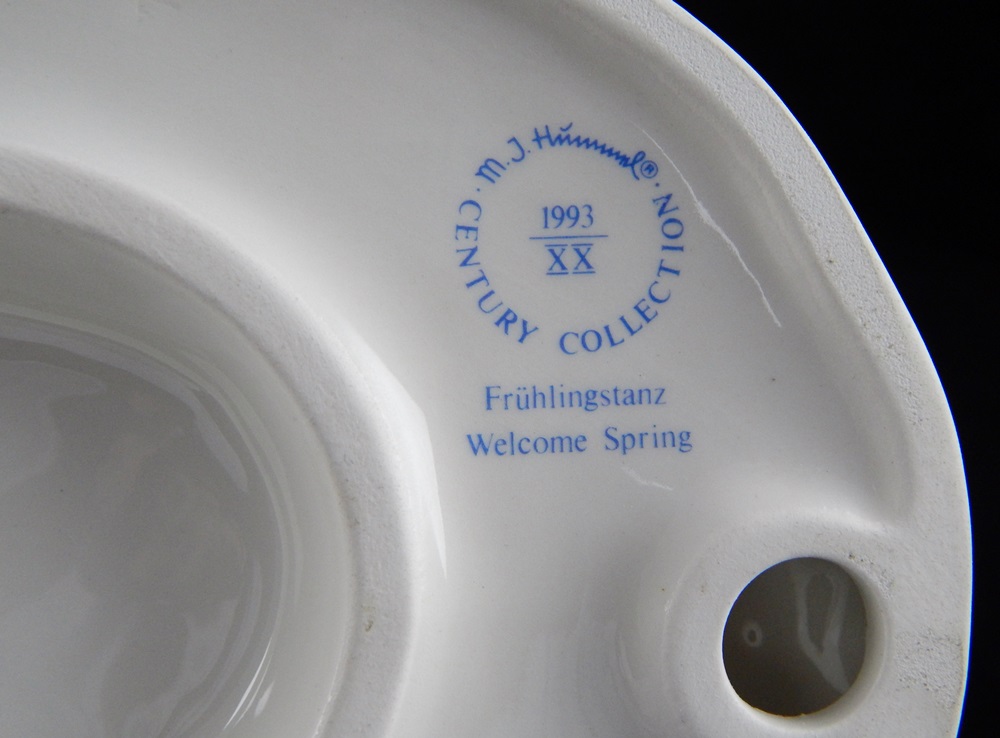 M. J. Hummel® · CENTURY COLLECTION ·
1993
XX
Frühlingstanz
Welcome Spring